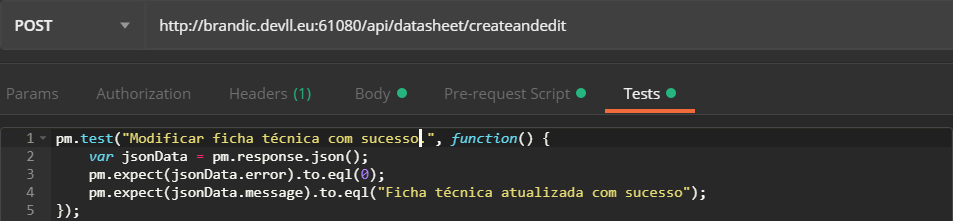 POST http://brandic.devll.eu:61080/api/datasheet/createandedit
Params Authorization Headers (1) Body Pre-request Script Tests
1 pm.test("Modificar ficha técnica com sucesso.", function() {
2 var jsonData = pm.response.json();
3 pm.expect(jsonData.error).to.eql(0);
4 pm.expect(jsonData.message).to.eql("Ficha técnica atualizada com sucesso");
5 });